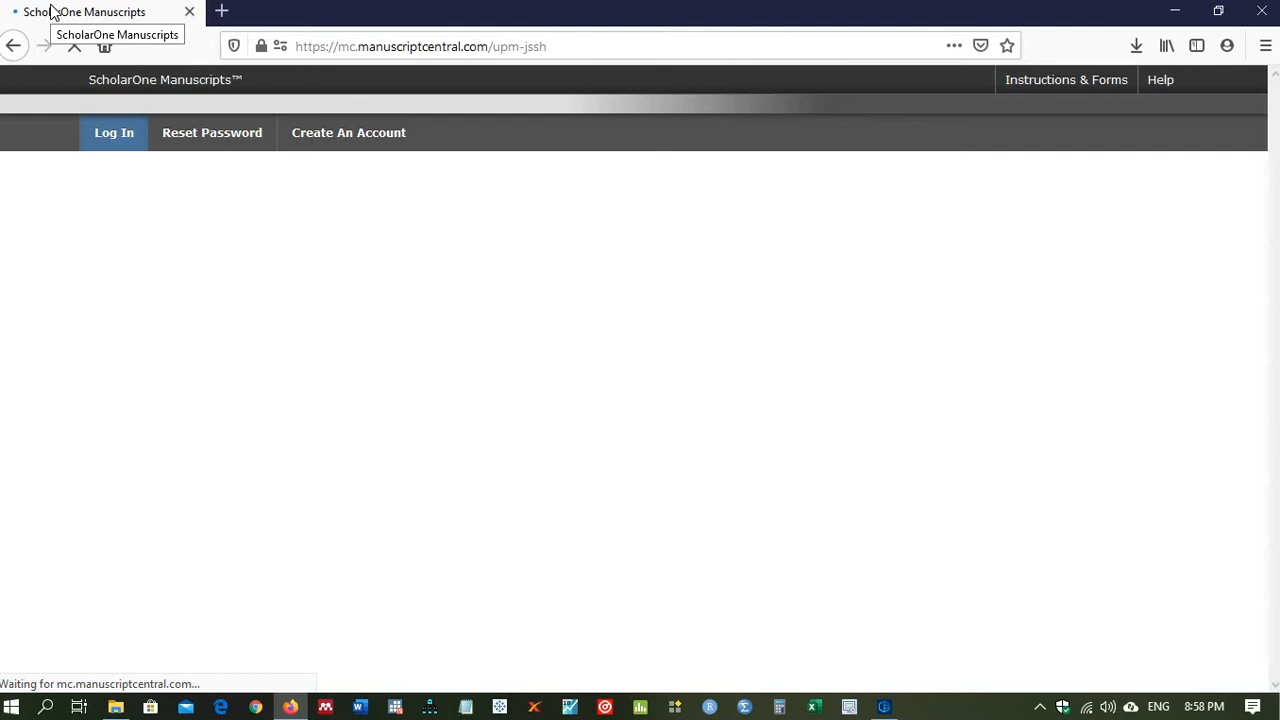 ScholarOne Manuscripts
ScholarOne Manuscripts
https://mc.manuscriptcentral.com/upm-jssh
ScholarOne Manuscripts™
Instructions & Forms
Help
Log In
Reset Password
Create An Account
Waiting for mc.manuscriptcentral.com...
ENG
8:58 PM